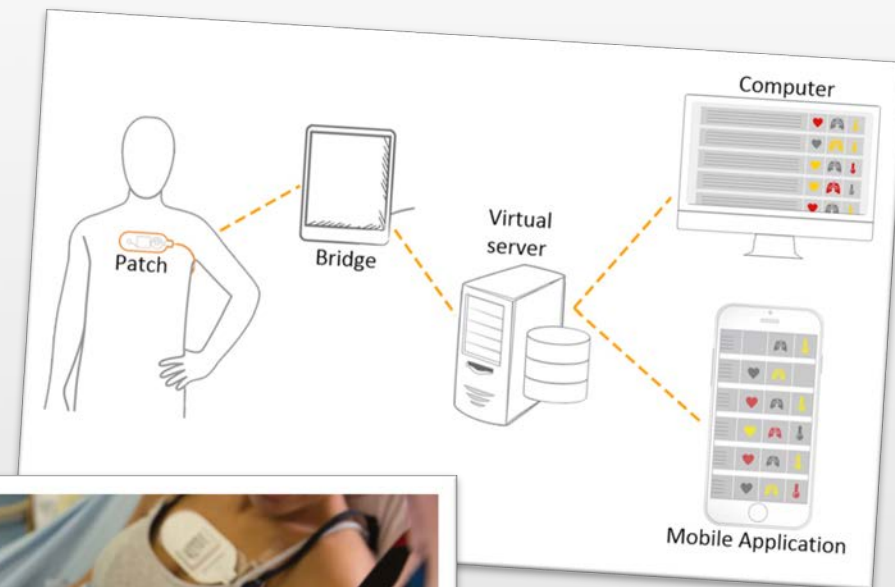 Computer
Virtual
server
Patch
Bridge
Mobile Application